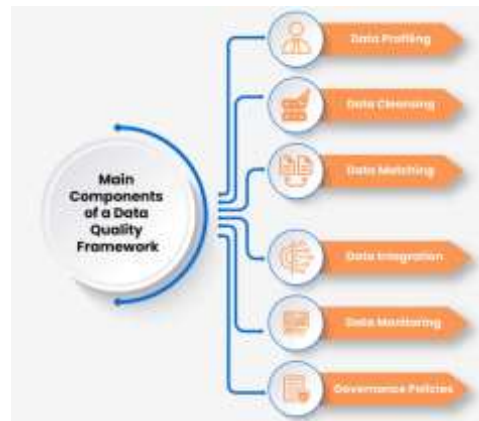 Main
Components
of a Data
Quality
Framework
Data Profiling
Data Cleansing
Data Matching
Data Integration
Data Monitoring
Governance Policies